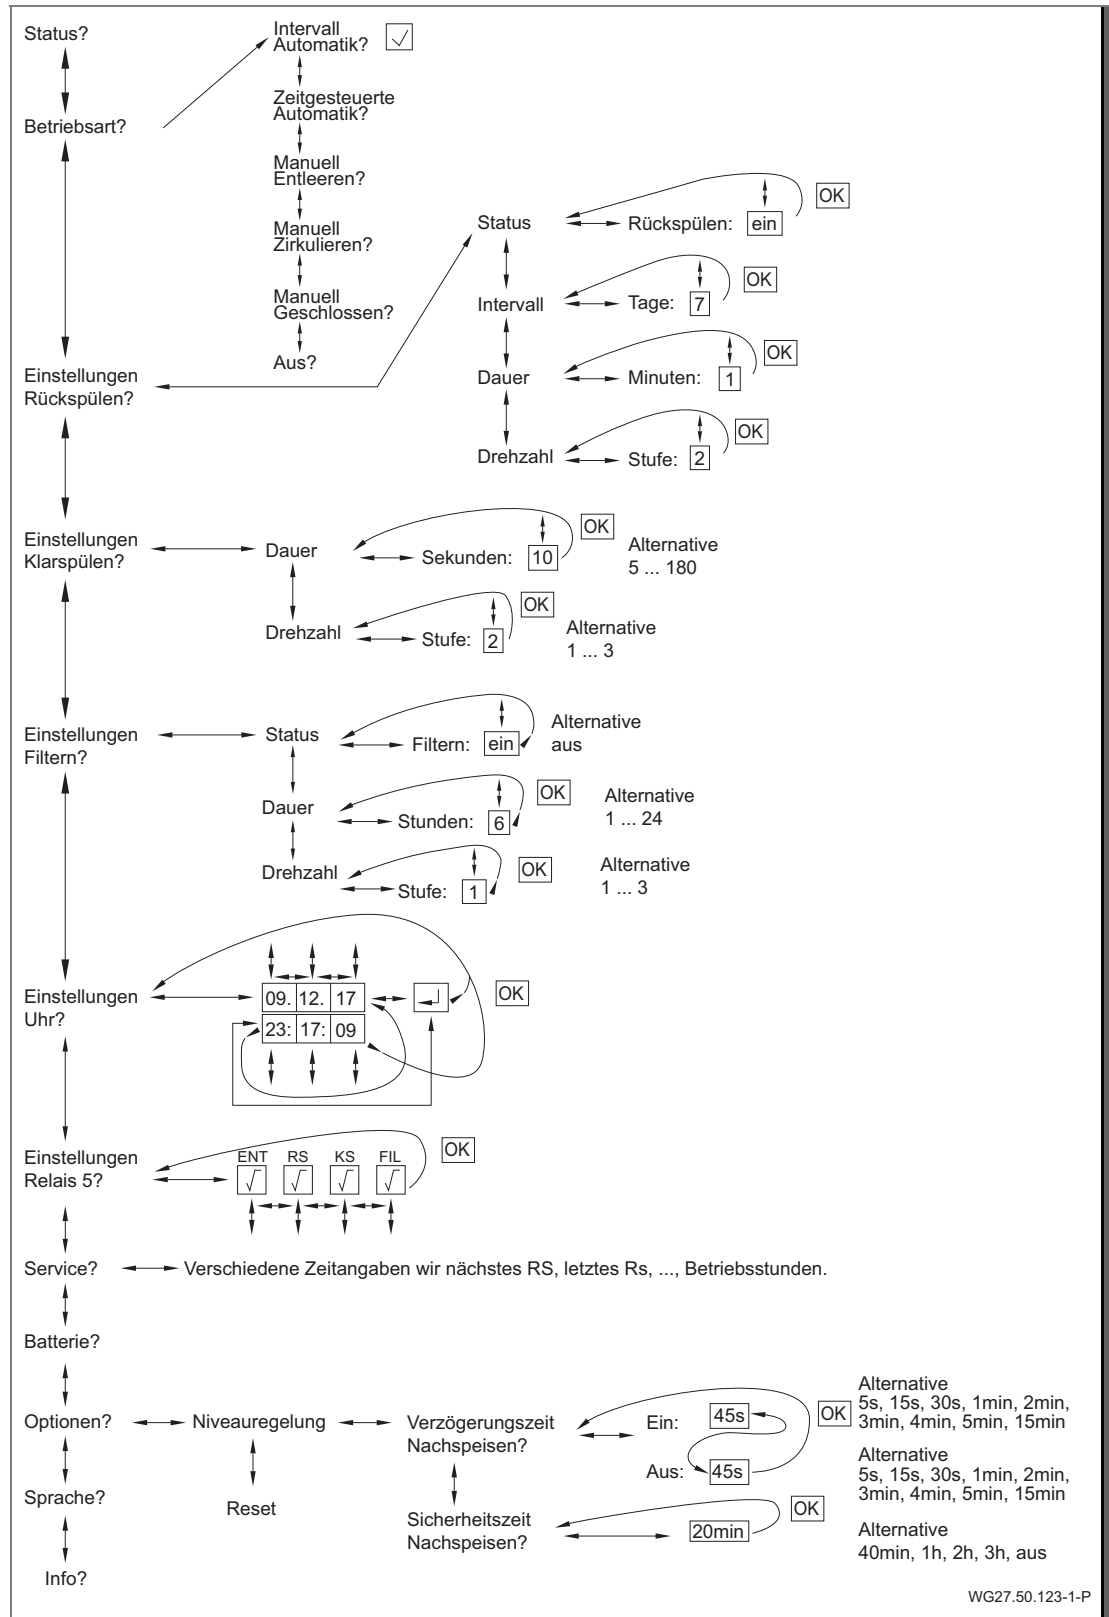 Status?
Intervall
Automatik?
Zeitgesteuerte
Automatik?
Betriebsart?
Manuell
Entleeren?
Manuell
Zirkulieren?
Manuell
Geschlossen?
Aus?
Einstellungen
Rückspülen?
Status
Rückspülen: ein
OK
Intervall
Tage: 7
OK
Dauer
Minuten: 1
OK
Drehzahl
Stufe: 2
OK
Einstellungen
Klarspülen?
Dauer
Sekunden: 10
OK
Alternative
5 ... 180
Drehzahl
Stufe: 2
OK
Alternative
1 ... 3
Einstellungen
Filtern?
Status
Filtern: ein
Alternative
aus
Dauer
Stunden: 6
OK
Alternative
1 ... 24
Drehzahl
Stufe: 1
OK
Alternative
1 ... 3
Einstellungen
Uhr?
09. 12. 17
23: 17: 09
OK
Einstellungen
Relais 5?
ENT RS KS FIL
OK
Service?
Verschiedene Zeitangaben wir nächstes RS, letztes Rs, ..., Betriebsstunden.
Batterie?
Optionen?
Niveauregelung
Reset
Verzögerungszeit
Nachspeisen?
Ein: 45s
Aus: 45s
OK
Alternative
5s, 15s, 30s, 1min, 2min,
3min, 4min, 5min, 15min
Alternative
5s, 15s, 30s, 1min, 2min,
3min, 4min, 5min, 15min
Sprache?
Sicherheitszeit
Nachspeisen?
20min
OK
Alternative
40min, 1h, 2h, 3h, aus
Info?
WG27.50.123-1-P